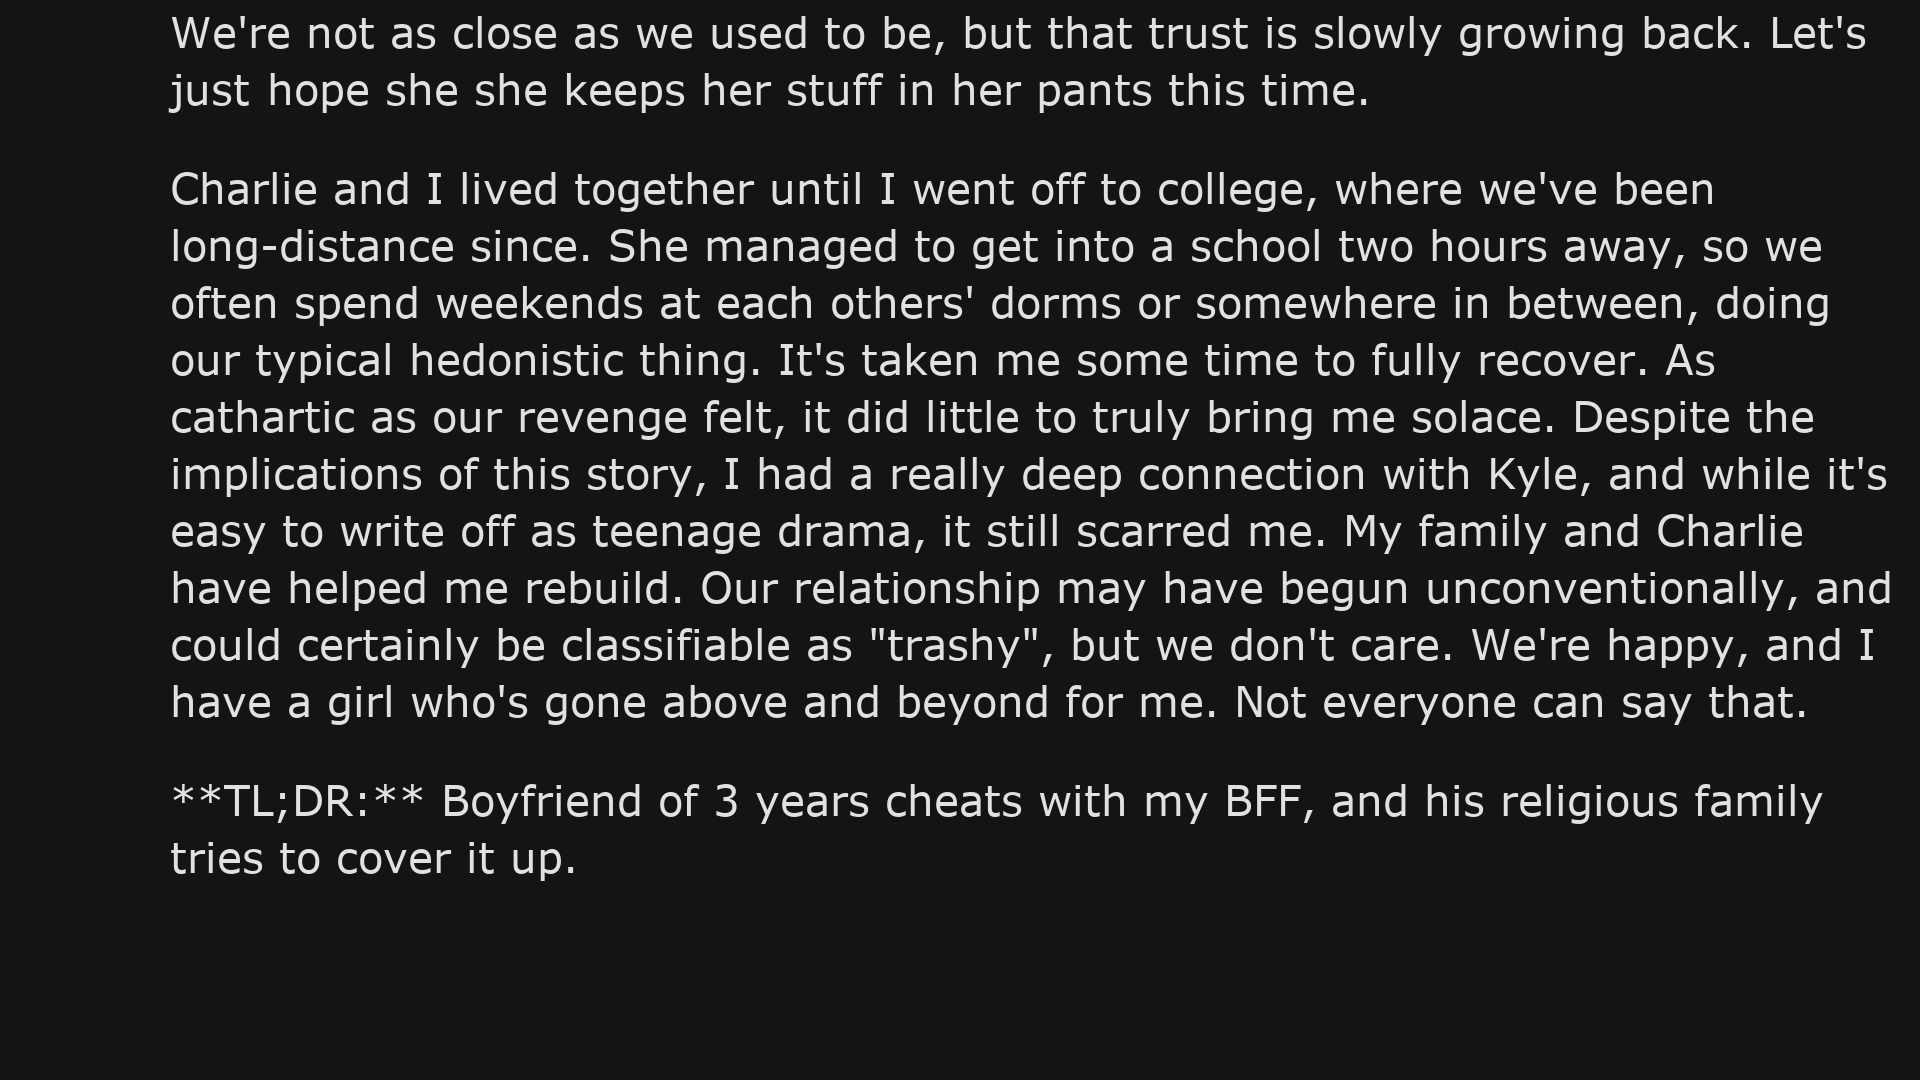 We're not as close as we used to be, but that trust is slowly growing back. Let's
just hope she she keeps her stuff in her pants this time.
Charlie and I lived together until I went off to college, where we've been
long-distance since. She managed to get into a school two hours away, so we
often spend weekends at each others' dorms or somewhere in between, doing
our typical hedonistic thing. It's taken me some time to fully recover. As
cathartic as our revenge felt, it did little to truly bring me solace. Despite the
implications of this story, I had a really deep connection with Kyle, and while it's
easy to write off as teenage drama, it still scarred me. My family and Charlie
have helped me rebuild. Our relationship may have begun unconventionally, and
could certainly be classifiable as "trashy", but we don't care. We're happy, and I
have a girl who's gone above and beyond for me. Not everyone can say that.
**TL;DR:** Boyfriend of 3 years cheats with my BFF, and his religious family
tries to cover it up.